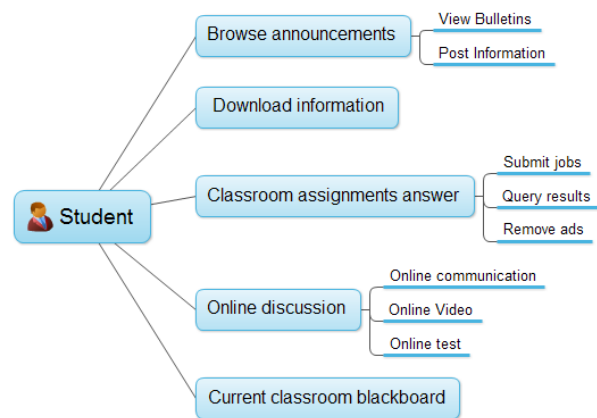 Student
Browse announcements
View Bulletins
Post Information
Download information
Classroom assignments answer
Submit jobs
Query results
Remove ads
Online discussion
Online communication
Online Video
Online test
Current classroom blackboard